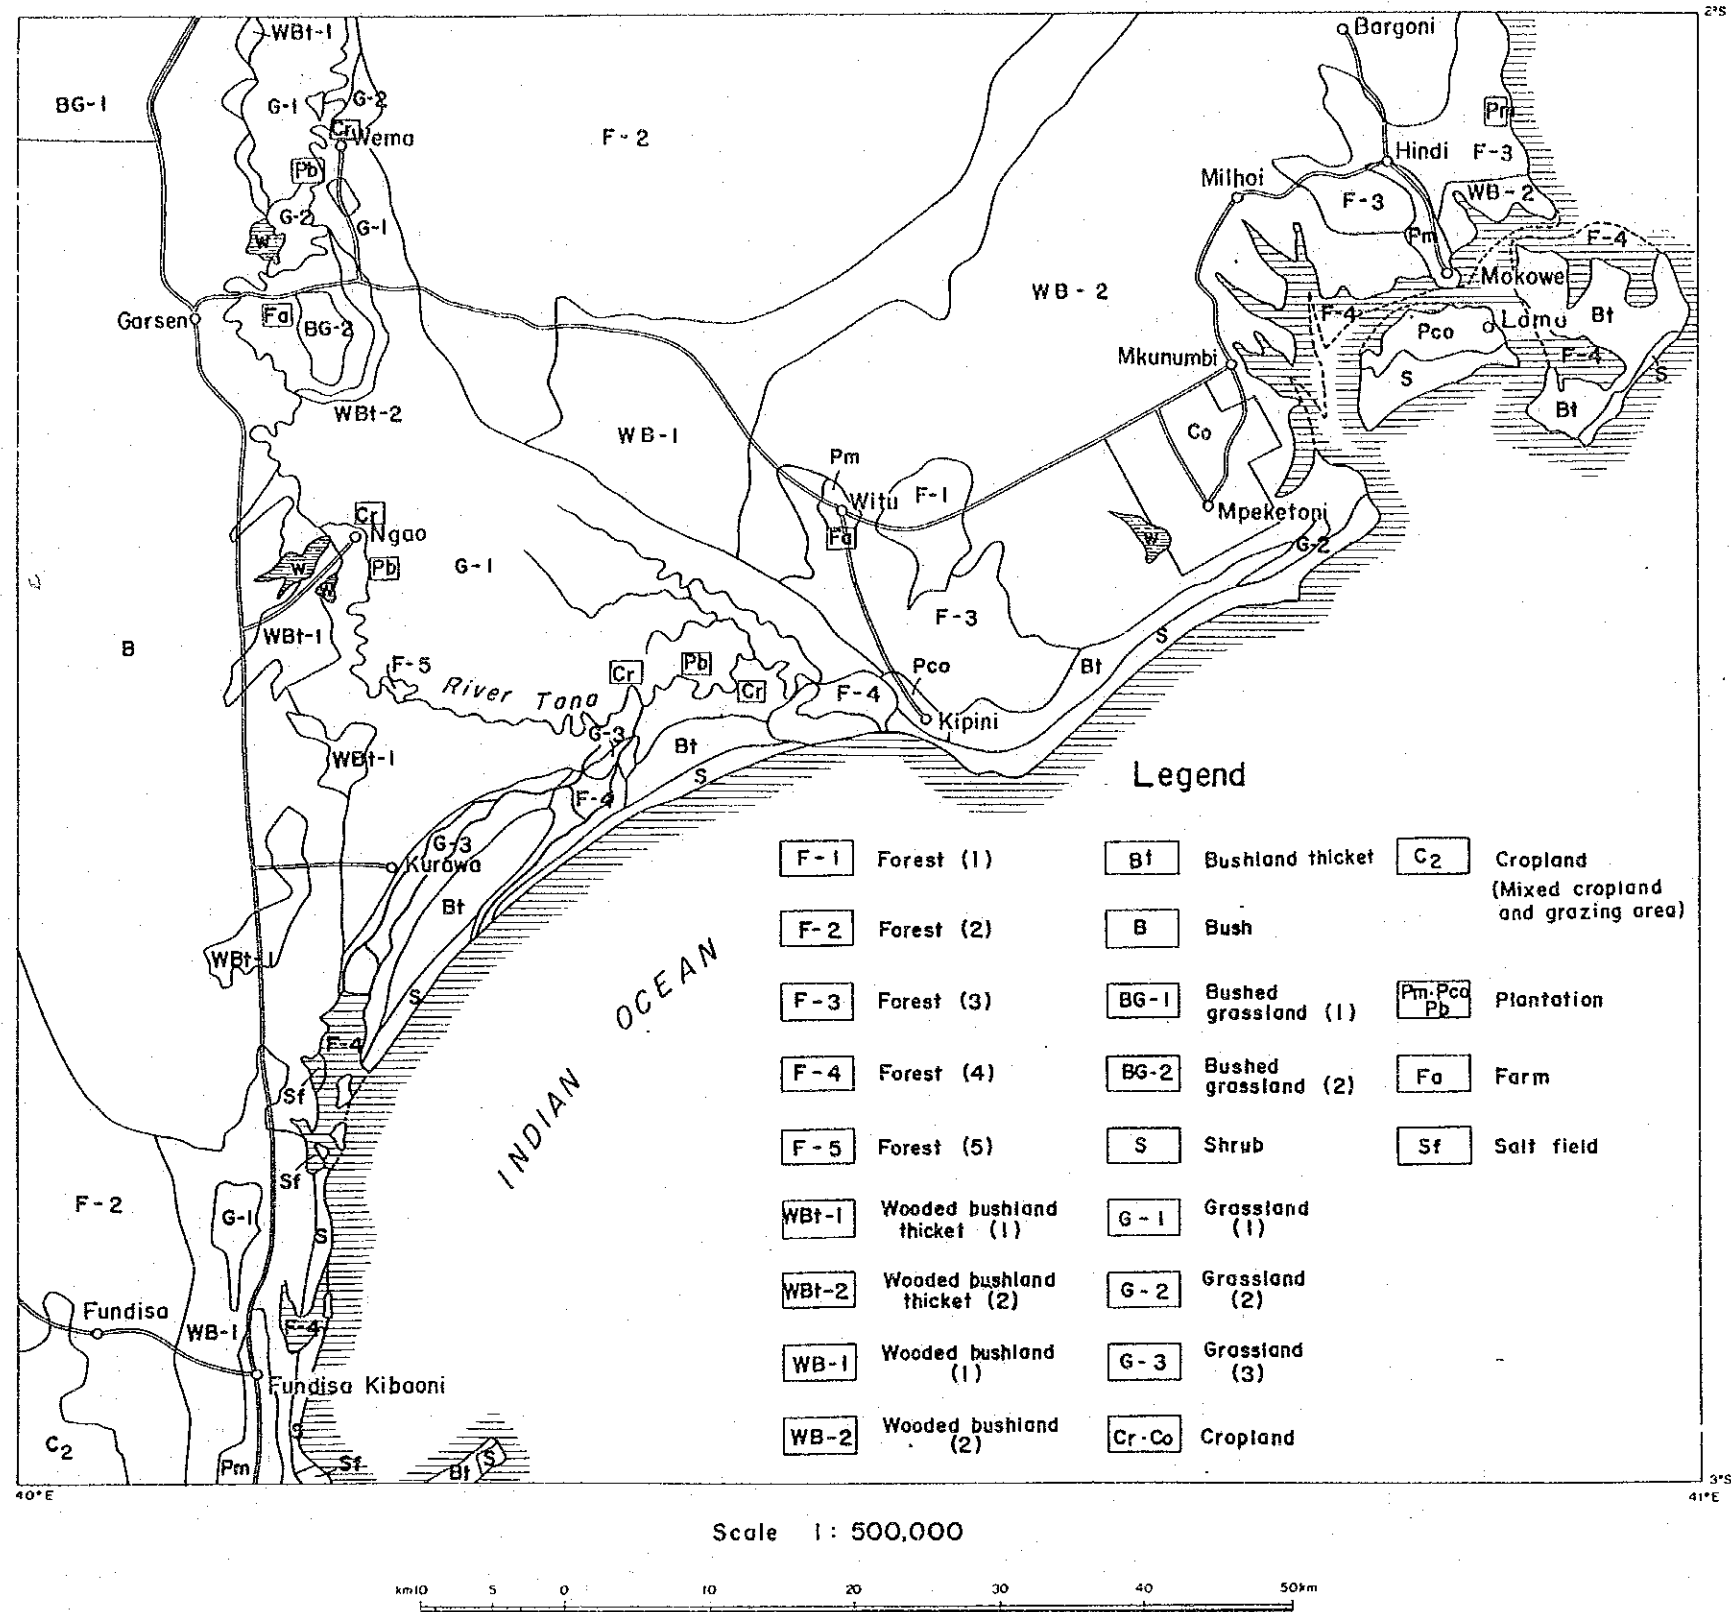 2°S
Bargoni
WBt-1
BG-1
G-1
G-2
Pm
Cr
Wema
F-2
Hindi
F-3
Pb
Milhoi
WB-2
F-3
G-2
G-1
W
Pm
F-4
Mokowe
WB-2
Garsen
Fa
BG-2
F-4
Pco
Lamu
Bt
Mkunumbi
F-4
S
S
WBt-2
Bt
WB-1
Co
Pm
F-1
Witu
Mpeketoni
Cr
Ngao
Fa
W
G-2
W
Pb
G-1
W
F-3
WBt-1
S
B
F-5
Cr
Pb
Pco
Bt
River Tana
Cr
F-4
Kipini
G-3
Bt
WBt-1
S
F-4
G-3
Kurawa
Bt
WBt-1
S
INDIAN OCEAN
F-4
Sf
Sf
F-2
G-1
S
Fundisa
WB-1
F-4
Fundisa Kibaoni
S
C2
Pm
Sf
Bt
S
Legend
F-1 Forest (1)
F-2 Forest (2)
F-3 Forest (3)
F-4 Forest (4)
F-5 Forest (5)
WBt-1 Wooded bushland
thicket (1)
WBt-2 Wooded bushland
thicket (2)
WB-1 Wooded bushland
(1)
WB-2 Wooded bushland
(2)
Bt Bushland thicket
B Bush
BG-1 Bushed
grassland (1)
BG-2 Bushed
grassland (2)
S Shrub
G-1 Grassland
(1)
G-2 Grassland
(2)
G-3 Grassland
(3)
Cr·Co Cropland
C2 Cropland
(Mixed cropland
and grazing area)
Pm·Pco
Pb Plantation
Fa Farm
Sf Salt field
40°E
41°E
3°S
Scale 1 : 500,000
km10 5 0 10 20 30 40 50km